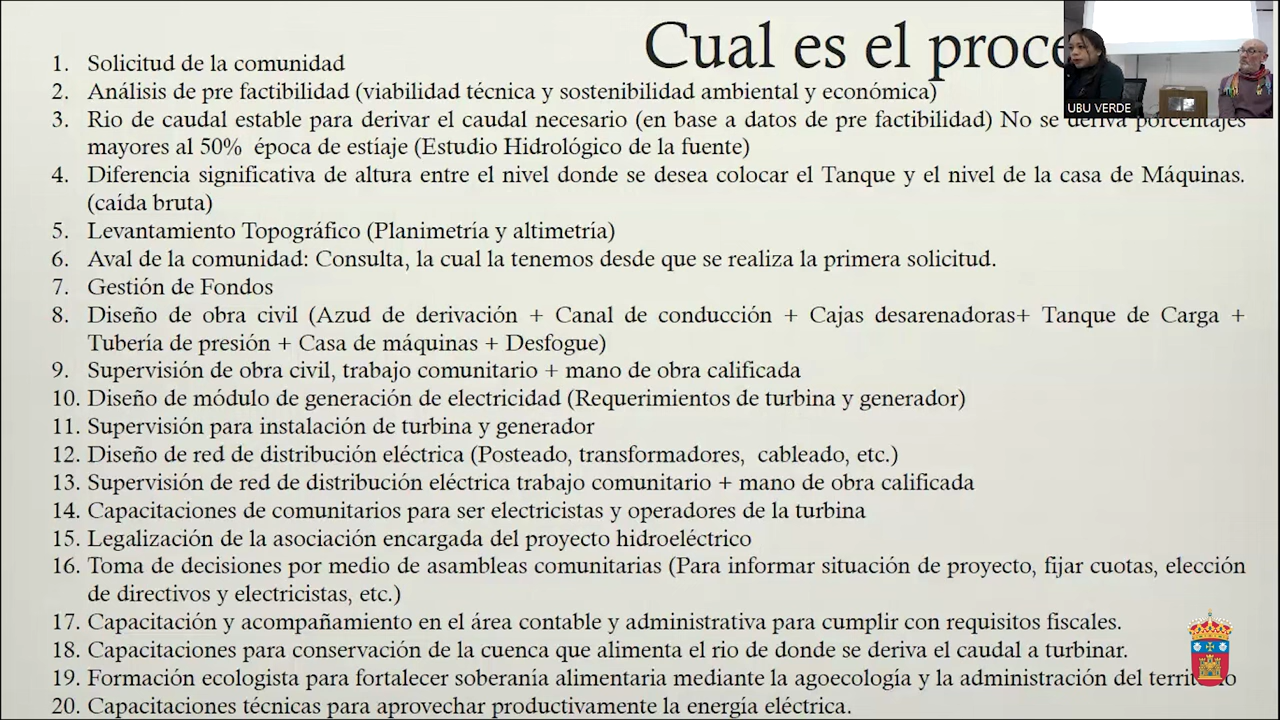 Cual es el proce
1. Solicitud de la comunidad
2. Análisis de pre factibilidad (viabilidad técnica y sostenibilidad ambiental y económica)
3. Rio de caudal estable para derivar el caudal necesario (en base a datos de pre factibilidad) No se deriva porcentajes
mayores al 50% época de estíaje (Estudio Hidrológico de la fuente)
4. Diferencia significativa de altura entre el nivel donde se desea colocar el Tanque y el nivel de la casa de Máquinas.
(caída bruta)
5. Levantamiento Topográfico (Planimetría y altimetría)
6. Aval de la comunidad: Consulta, la cual la tenemos desde que se realiza la primera solicitud.
7. Gestión de Fondos
8. Diseño de obra civil (Azud de derivación + Canal de conducción + Cajas desarenadoras+ Tanque de Carga +
Tubería de presión + Casa de máquinas + Desfogue)
9. Supervisión de obra civil, trabajo comunitario + mano de obra calificada
10. Diseño de módulo de generación de electricidad (Requerimientos de turbina y generador)
11. Supervisión para instalación de turbina y generador
12. Diseño de red de distribución eléctrica (Posteado, transformadores, cableado, etc.)
13. Supervisión de red de distribución eléctrica trabajo comunitario + mano de obra calificada
14. Capacitaciones de comunitarios para ser electricistas y operadores de la turbina
15. Legalización de la asociación encargada del proyecto hidroeléctrico
16. Toma de decisiones por medio de asambleas comunitarias (Para informar situación de proyecto, fijar cuotas, elección
de directivos y electricistas, etc.)
17. Capacitación y acompañamiento en el área contable y administrativa para cumplir con requisitos fiscales.
18. Capacitaciones para conservación de la cuenca que alimenta el rio de donde se deriva el caudal a turbinar.
19. Formación ecologista para fortalecer soberanía alimentaria mediante la agoecología y la administración del territorio
20. Capacitaciones técnicas para aprovechar productivamente la energía eléctrica.
UBU VERDE